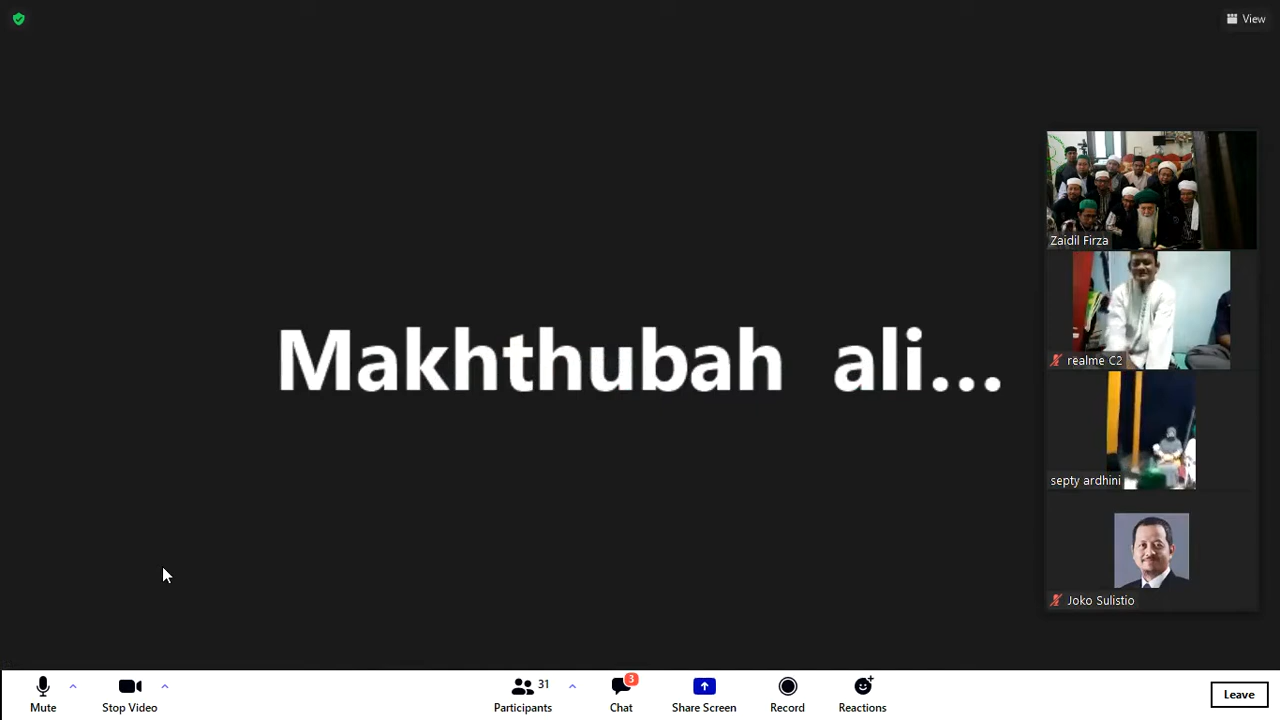 View
Makhthubah ali...
Zaidil Firza
realme C2
septy ardhini
Joko Sulistio
Mute
Stop Video
31
Participants
3
Chat
Share Screen
Record
Reactions
Leave